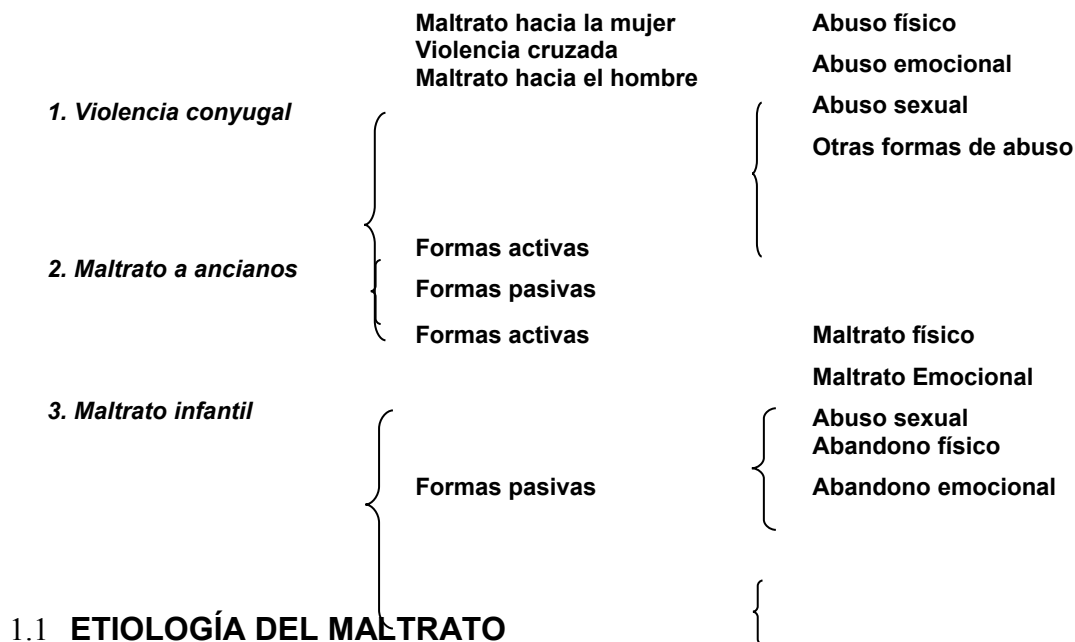 Maltrato hacia la mujer
Violencia cruzada
Maltrato hacia el hombre
Abuso físico
Abuso emocional
1. Violencia conyugal
Abuso sexual
Otras formas de abuso
Formas activas
2. Maltrato a ancianos
Formas pasivas
Formas activas
Maltrato físico
Maltrato Emocional
3. Maltrato infantil
Abuso sexual
Abandono físico
Formas pasivas
Abandono emocional
1.1 ETIOLOGÍA DEL MALTRATO